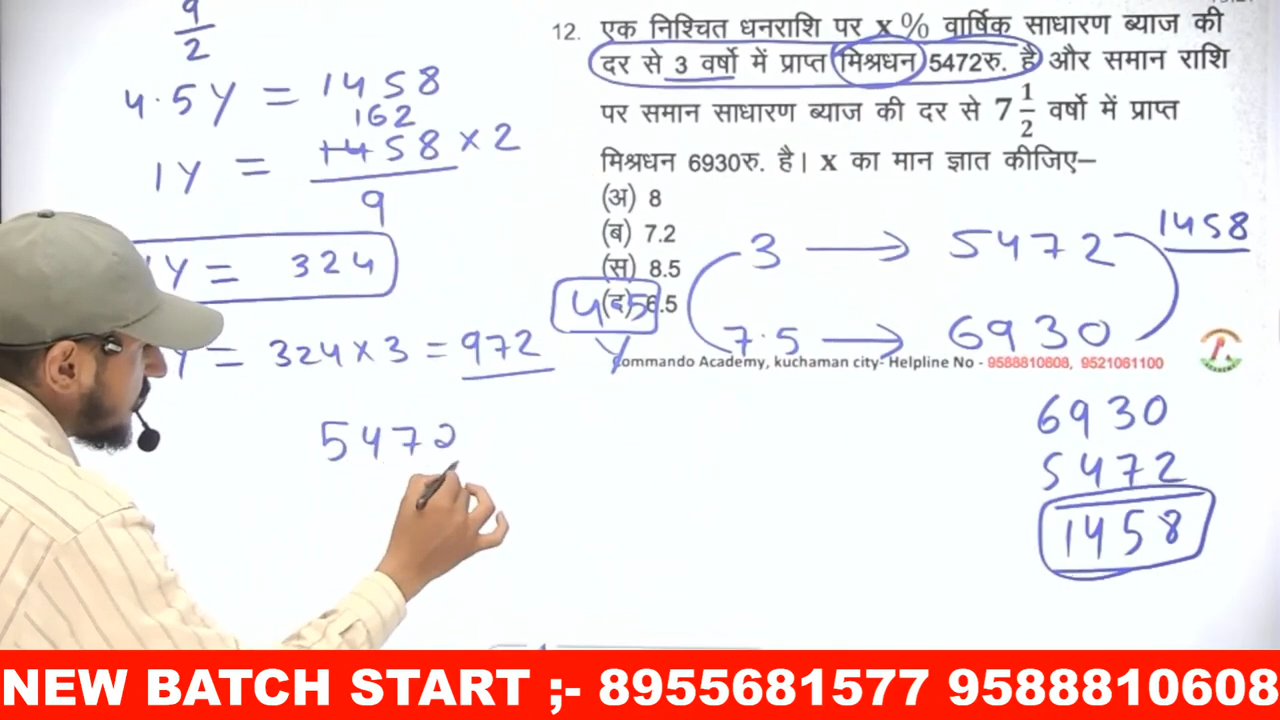 9
2
4.5Y = 1458
162
1Y = 1458 × 2
9
Y = 324
Y = 324 × 3 = 972
5472
12. एक निश्चित धनराशि पर x % वार्षिक साधारण ब्याज की
दर से 3 वर्षो में प्राप्त मिश्रधन 5472रु. है और समान राशि
पर समान साधारण ब्याज की दर से 7 1/2 वर्षो में प्राप्त
मिश्रधन 6930रु. है। x का मान ज्ञात कीजिए–
(अ) 8
(ब) 7.2
(स) 8.5
(द) 6.5
4.5
Y
3 → 5472
1458
7.5 → 6930
Commando Academy, kuchaman city- Helpline No - 9588810608, 9521061100
6930
5472
1458
NEW BATCH START ;- 8955681577 9588810608